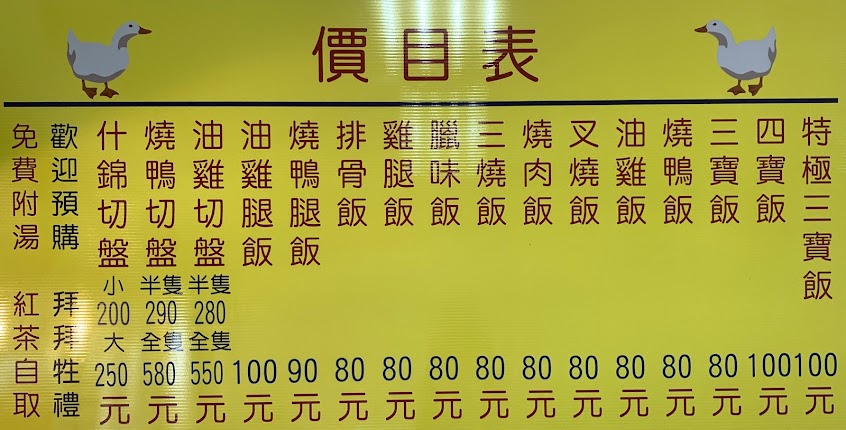 價目表
特極三寶飯 100元
四寶飯 100元
三寶飯 80元
燒鴨飯 80元
油雞飯 80元
叉燒飯 80元
燒肉飯 80元
三燒飯 80元
臘味飯 80元
雞腿飯 80元
排骨飯 80元
燒鴨腿飯 90元
油雞腿飯 100元
油雞切盤 半隻 280 全隻 550元
燒鴨切盤 半隻 290 全隻 580元
什錦切盤 小 200 大 250元
歡迎預購 拜拜牲禮
免費附湯 紅茶自取